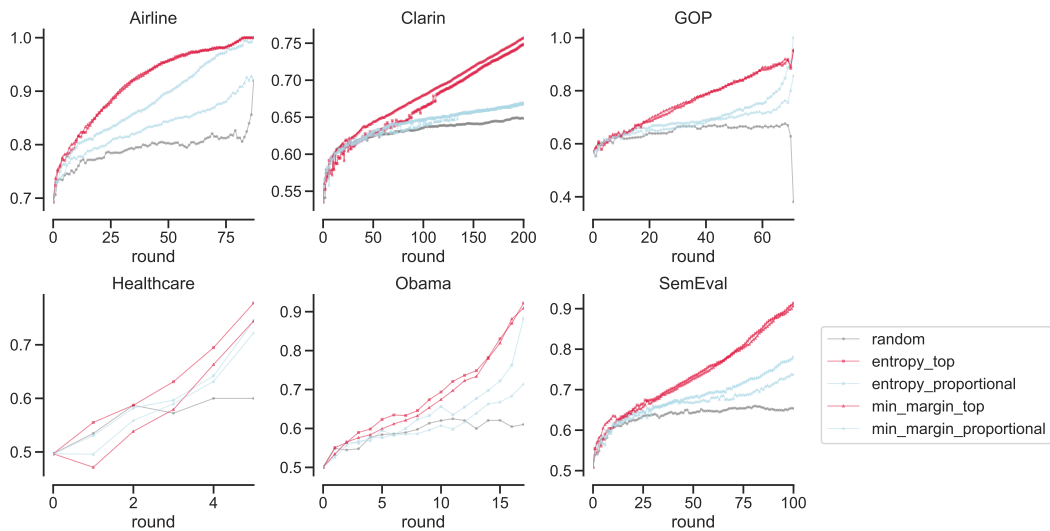 Airline
1.0
0.9
0.8
0.7
0 25 50 75
round
Clarin
0.75
0.70
0.65
0.60
0.55
0 50 100 150 200
round
GOP
1.0
0.8
0.6
0.4
0 20 40 60
round
Healthcare
0.7
0.6
0.5
0 2 4
round
Obama
0.9
0.8
0.7
0.6
0.5
0 5 10 15
round
SemEval
0.9
0.8
0.7
0.6
0.5
0 25 50 75 100
round
random
entropy_top
entropy_proportional
min_margin_top
min_margin_proportional